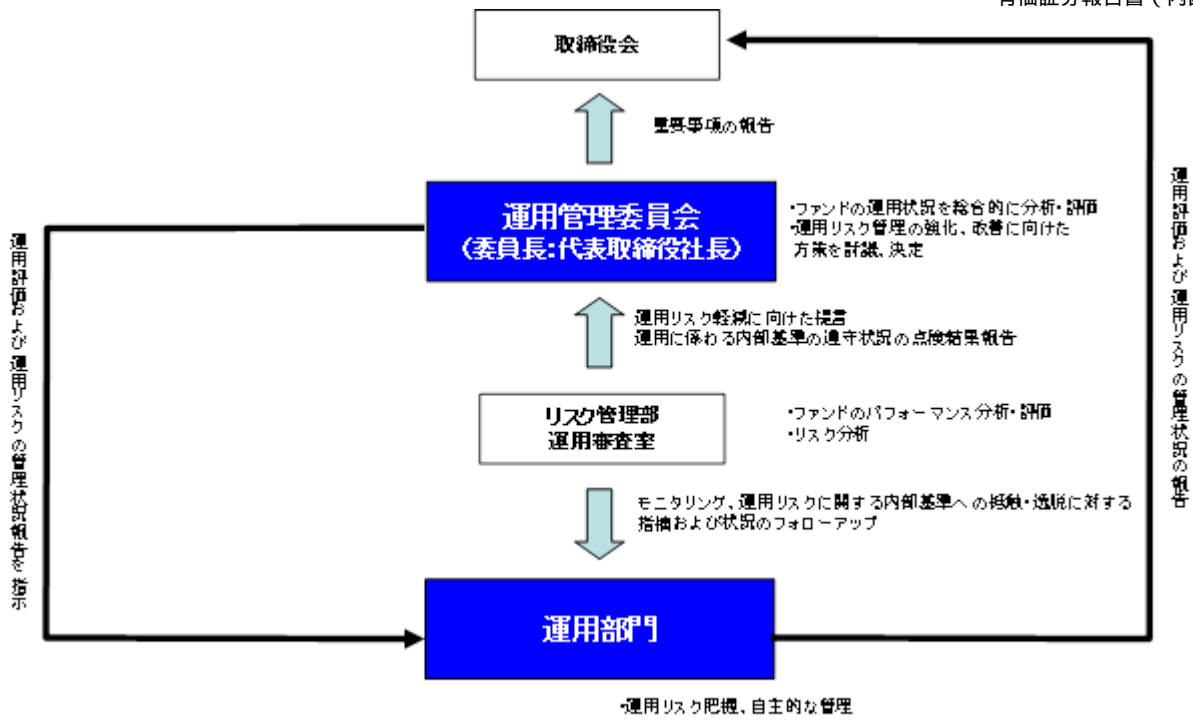 有価証券報告書（内
取締役会
重要事項の報告
運用管理委員会
（委員長：代表取締役社長）
・ファンドの運用状況を総合的に分析・評価
・運用リスク管理の強化、改善に向けた
方策を討議、決定
運用リスク軽減に向けた提言
運用に係わる内部基準の遵守状況の点検結果報告
リスク管理部
運用審査室
・ファンドのパフォーマンス分析・評価
・リスク分析
モニタリング、運用リスクに関する内部基準への抵触・逸脱に対する
指摘および状況のフォローアップ
運用部門
・運用リスク把握、自主的な管理
運用評価および運用リスクの管理状況報告を指示
運用評価および運用リスクの管理状況の報告